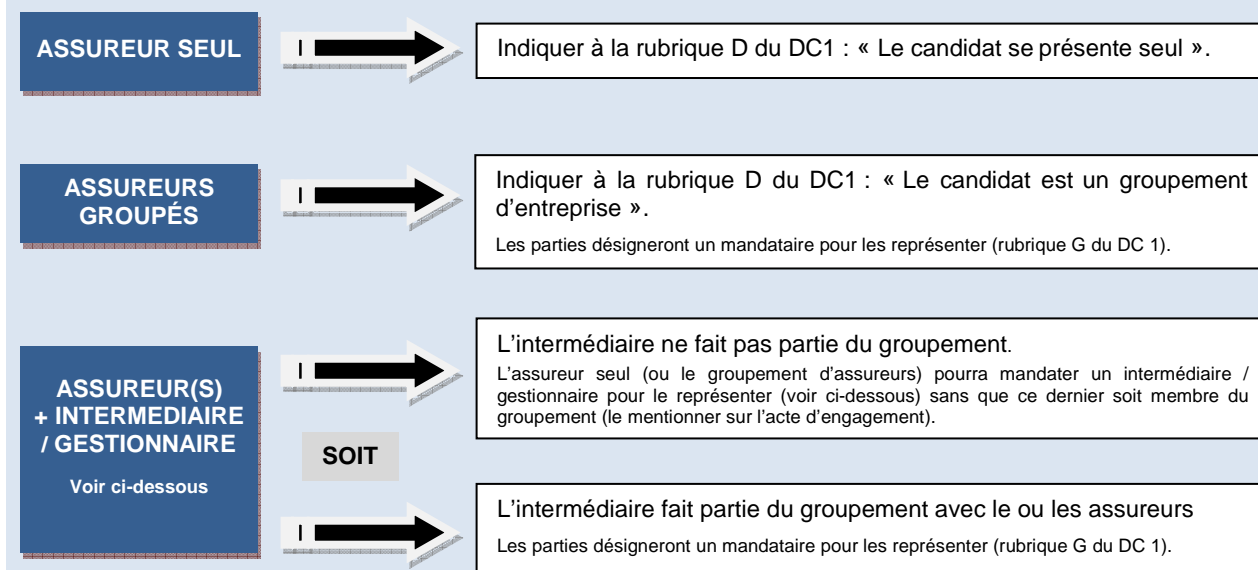 ASSUREUR SEUL
Indiquer à la rubrique D du DC1 : « Le candidat se présente seul ».
ASSUREURS
GROUPÉS
Indiquer à la rubrique D du DC1 : « Le candidat est un groupement
d'entreprise ».
Les parties désigneront un mandataire pour les représenter (rubrique G du DC 1).
ASSUREUR(S)
+ INTERMEDIAIRE
/ GESTIONNAIRE
Voir ci-dessous
L'intermédiaire ne fait pas partie du groupement.
L'assureur seul (ou le groupement d'assureurs) pourra mandater un intermédiaire /
gestionnaire pour le représenter (voir ci-dessous) sans que ce dernier soit membre du
groupement (le mentionner sur l'acte d'engagement).
SOIT
L'intermédiaire fait partie du groupement avec le ou les assureurs
Les parties désigneront un mandataire pour les représenter (rubrique G du DC 1).